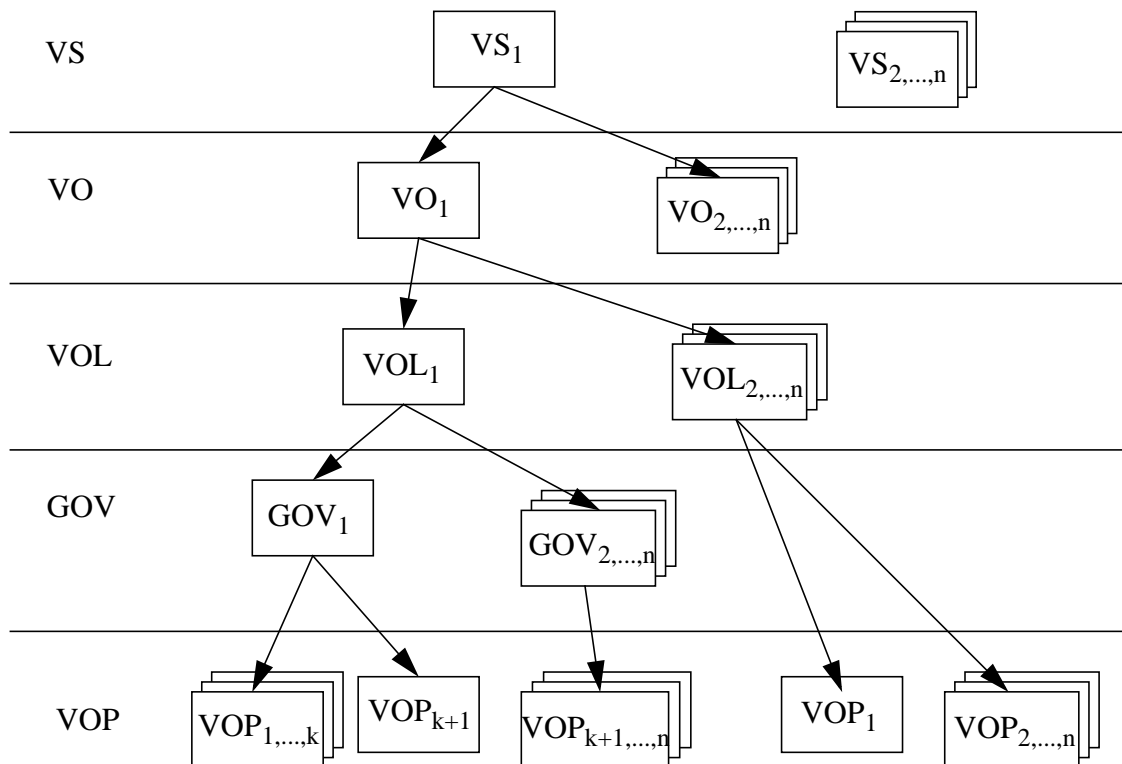 VS VS1 VS2,...,n
VO VO1 VO2,...,n
VOL VOL1 VOL2,...,n
GOV GOV1 GOV2,...,n
VOP VOP1,...,k VOPk+1 VOPk+1,...,n VOP1 VOP2,...,n